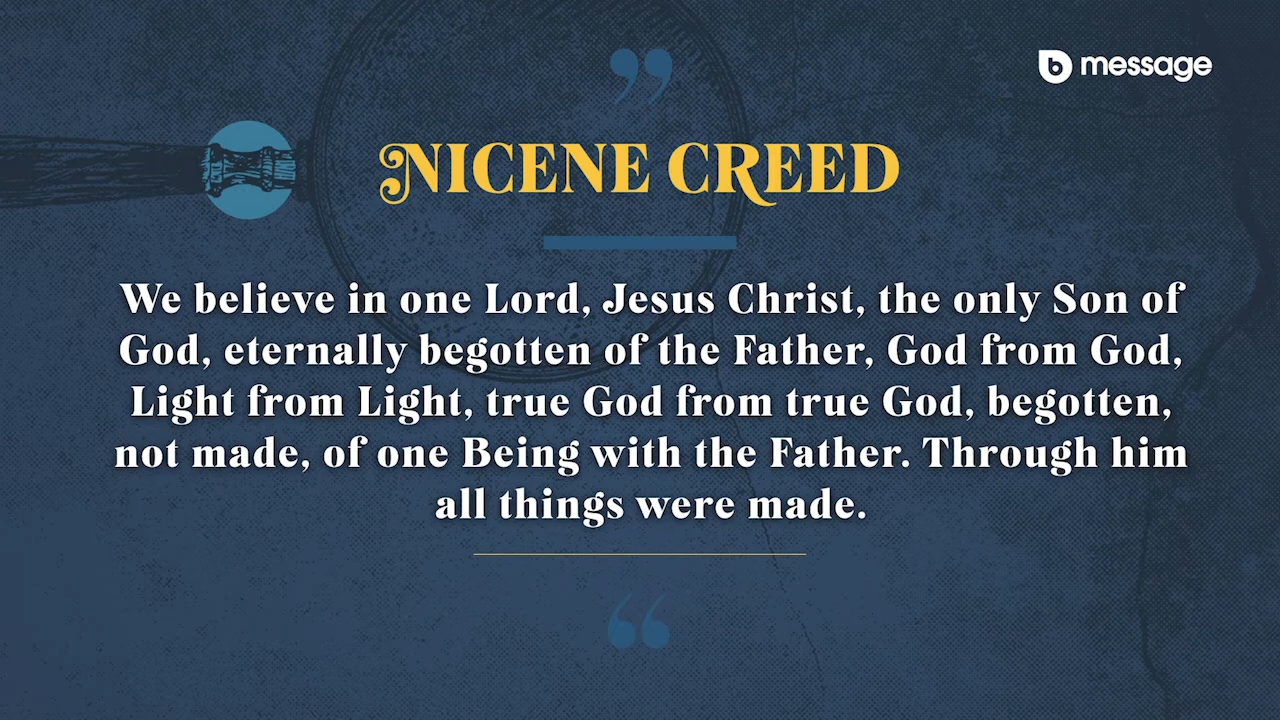 message
NICENE CREED
We believe in one Lord, Jesus Christ, the only Son of
God, eternally begotten of the Father, God from God,
Light from Light, true God from true God, begotten,
not made, of one Being with the Father. Through him
all things were made.